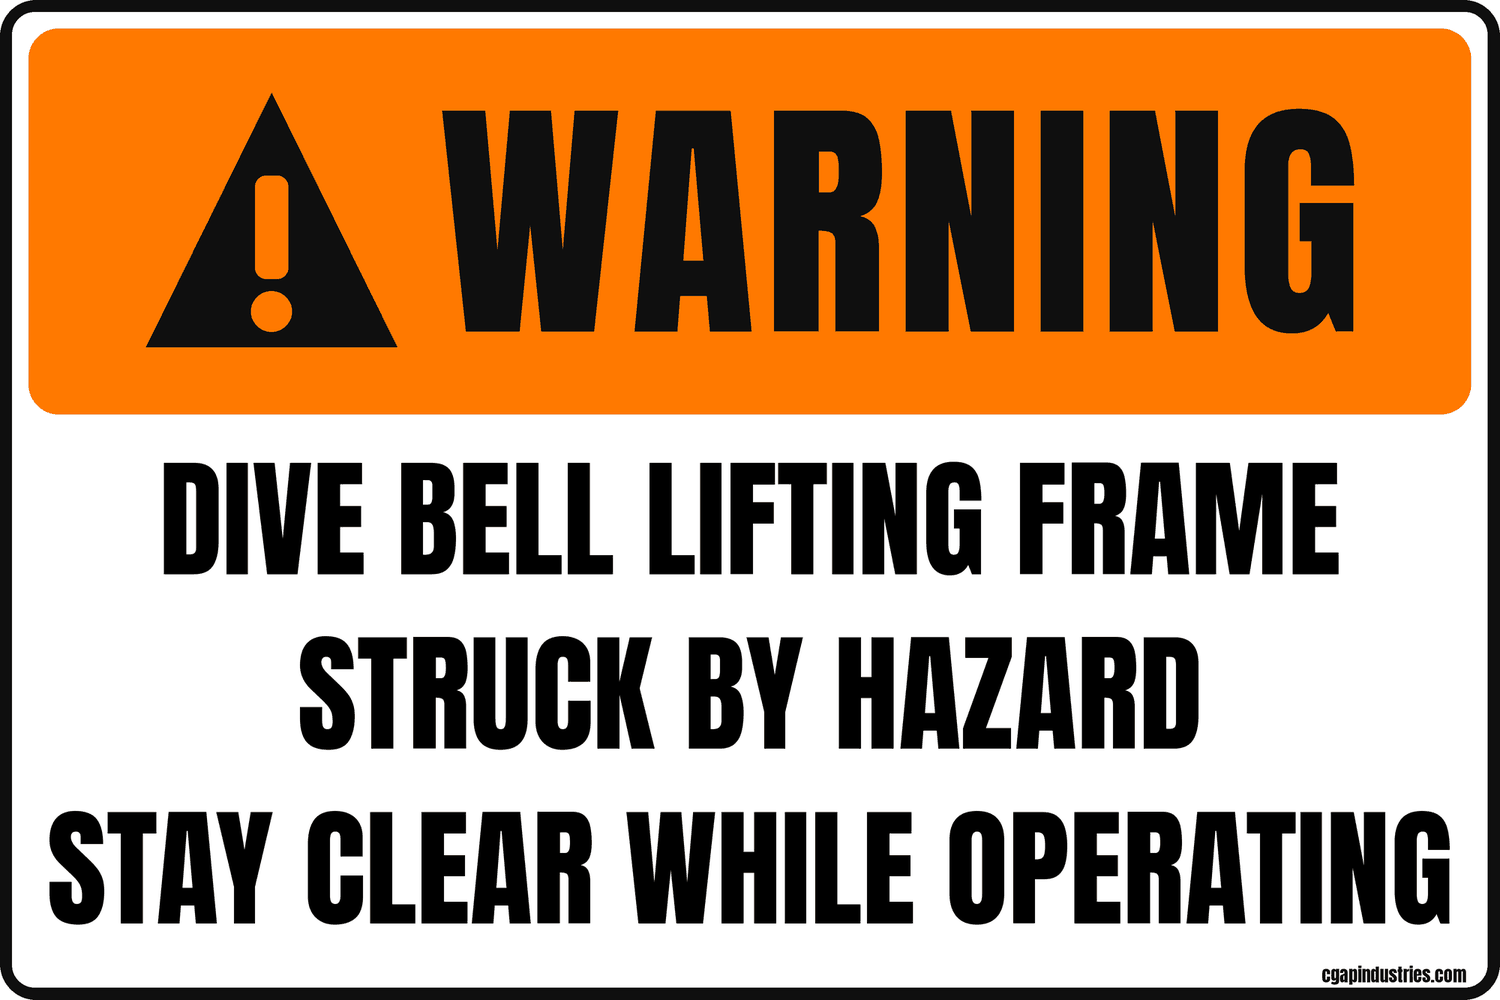 WARNING
DIVE BELL LIFTING FRAME
STRUCK BY HAZARD
STAY CLEAR WHILE OPERATING
cgapindustries.com